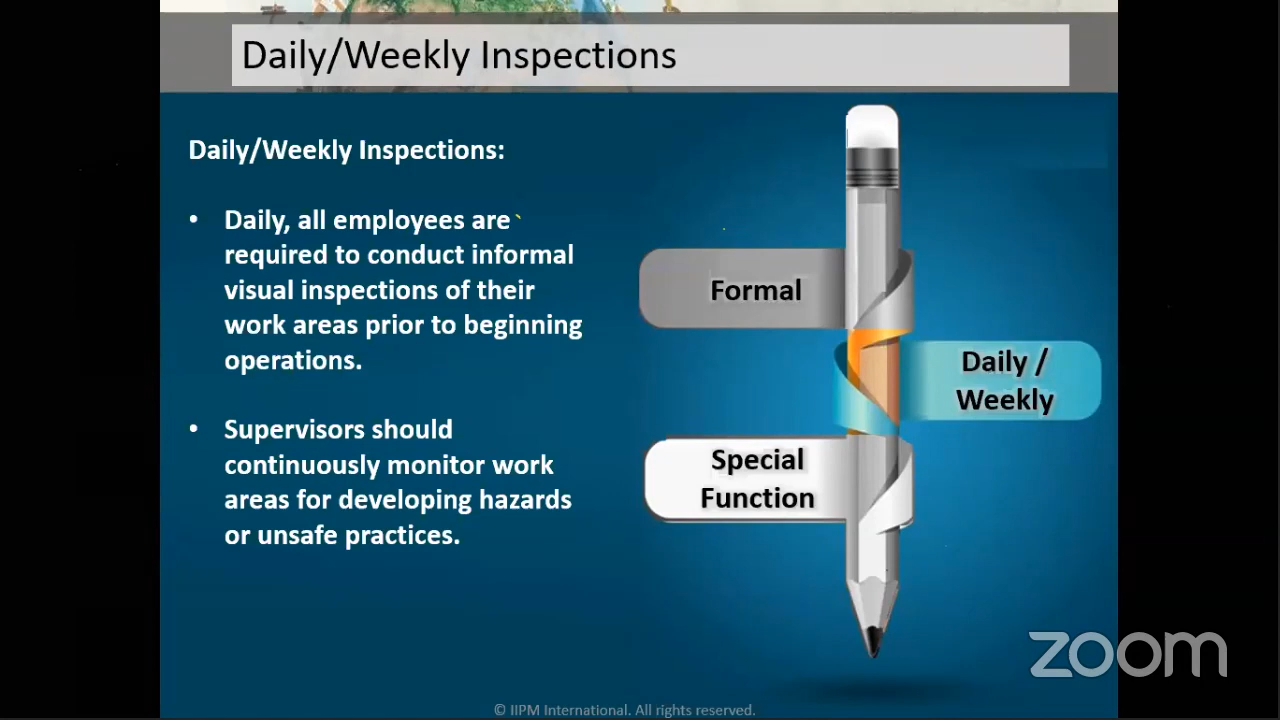 Daily/Weekly Inspections
Daily/Weekly Inspections:
• Daily, all employees are
required to conduct informal
visual inspections of their
work areas prior to beginning
operations.
• Supervisors should
continuously monitor work
areas for developing hazards
or unsafe practices.
Formal
Daily /
Weekly
Special
Function
zoom
© IIPM International. All rights reserved.